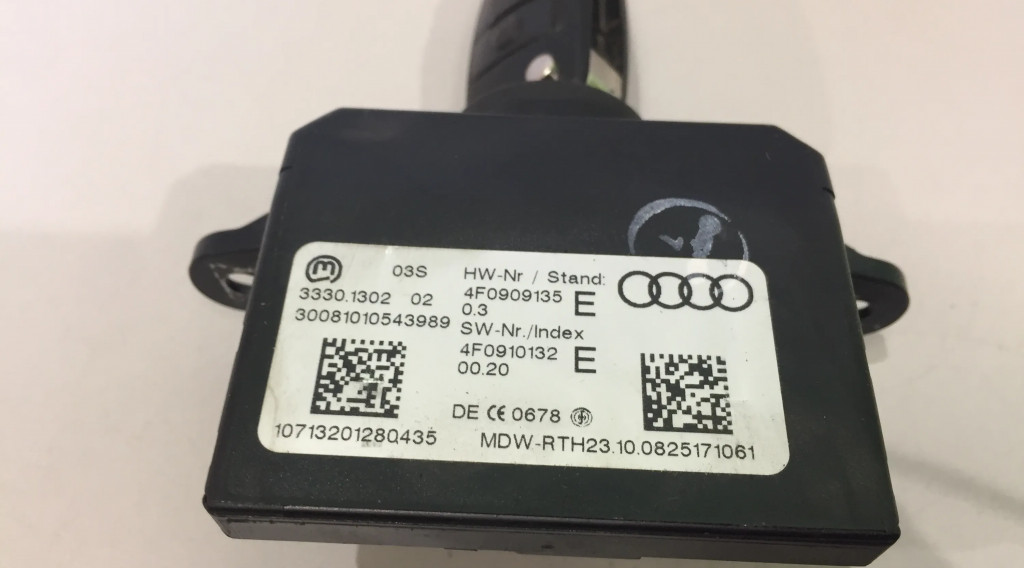 03S
3330.1302 02
30081010543989
10713201280435
HW-Nr / Stand:
4F0909135 E
0.3
SW-Nr./Index
4F0910132 E
00.20
DE CE 0678
MDW-RTH23.10.0825171061